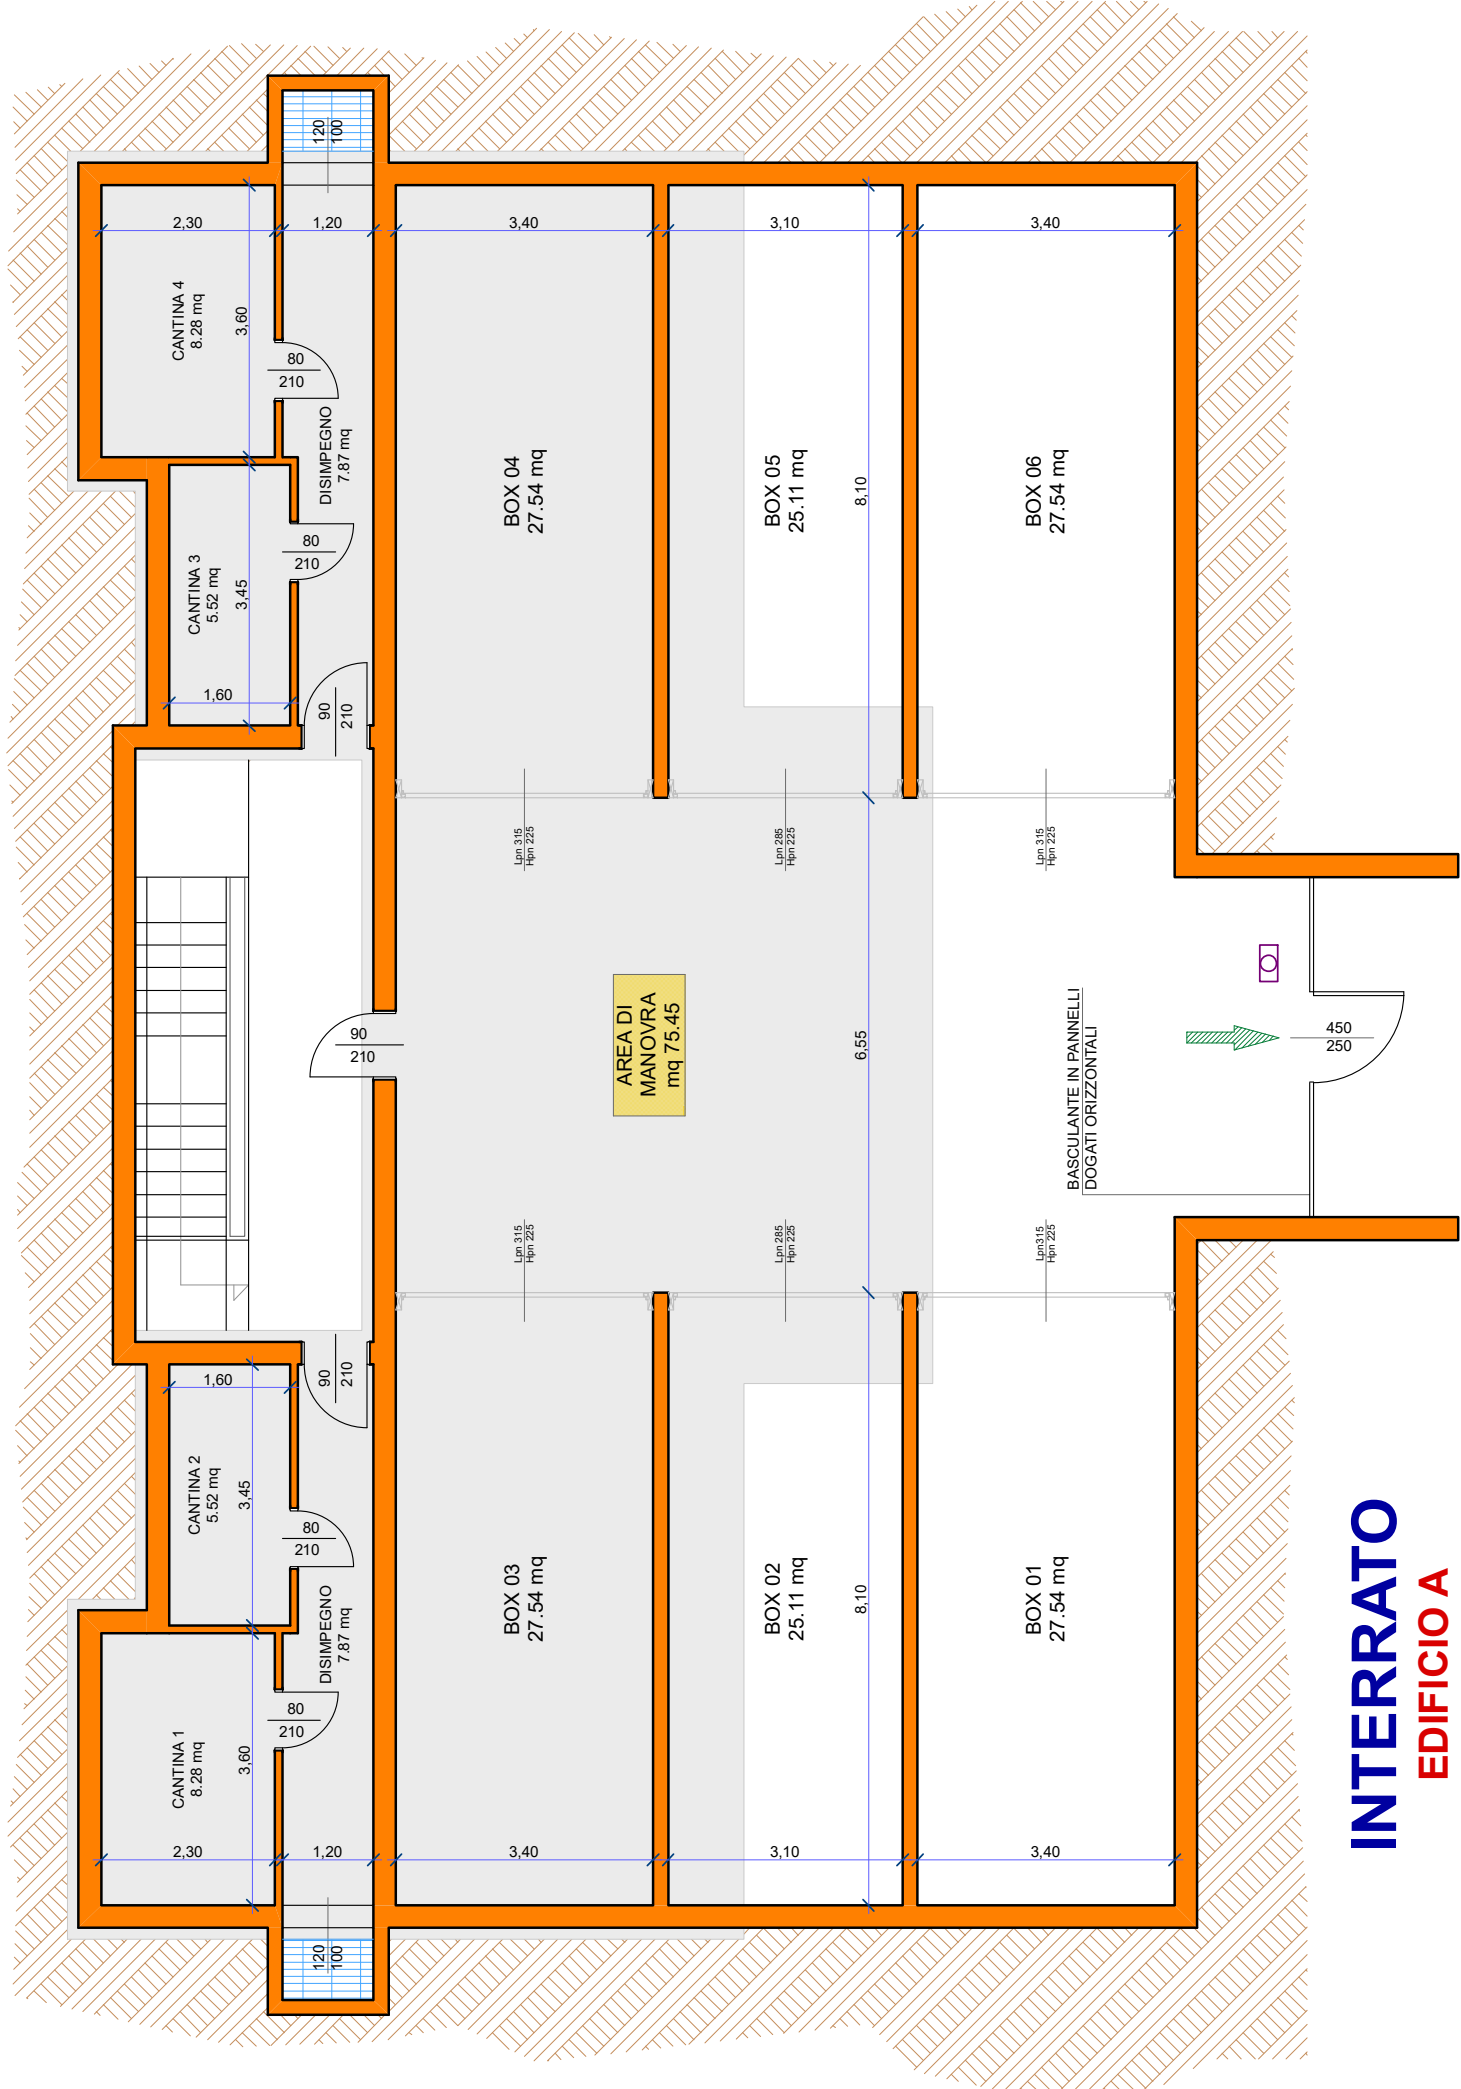 120
100
2,30
1,20
3,40
3,10
3,40
CANTINA 4
8.28 mq
3,60
80
210
DISIMPEGNO
7.87 mq
BOX 04
27.54 mq
BOX 05
25.11 mq
8,10
BOX 06
27.54 mq
CANTINA 3
5.52 mq
3,45
80
210
1,60
90
210
Lpn 315
Hpn 225
Lpn 285
Hpn 225
Lpn 315
Hpn 225
90
210
AREA DI
MANOVRA
mq 75.45
6,55
BASCULANTE IN PANNELLI
DOGATI ORIZZONTALI
450
250
Lpn 315
Hpn 225
Lpn 285
Hpn 225
Lpn315
Hpn 225
90
210
1,60
CANTINA 2
5.52 mq
3,45
80
210
DISIMPEGNO
7.87 mq
BOX 03
27.54 mq
BOX 02
25.11 mq
8,10
BOX 01
27.54 mq
CANTINA 1
8.28 mq
3,60
80
210
2,30
1,20
3,40
3,10
3,40
120
100
INTERRATO
EDIFICIO A